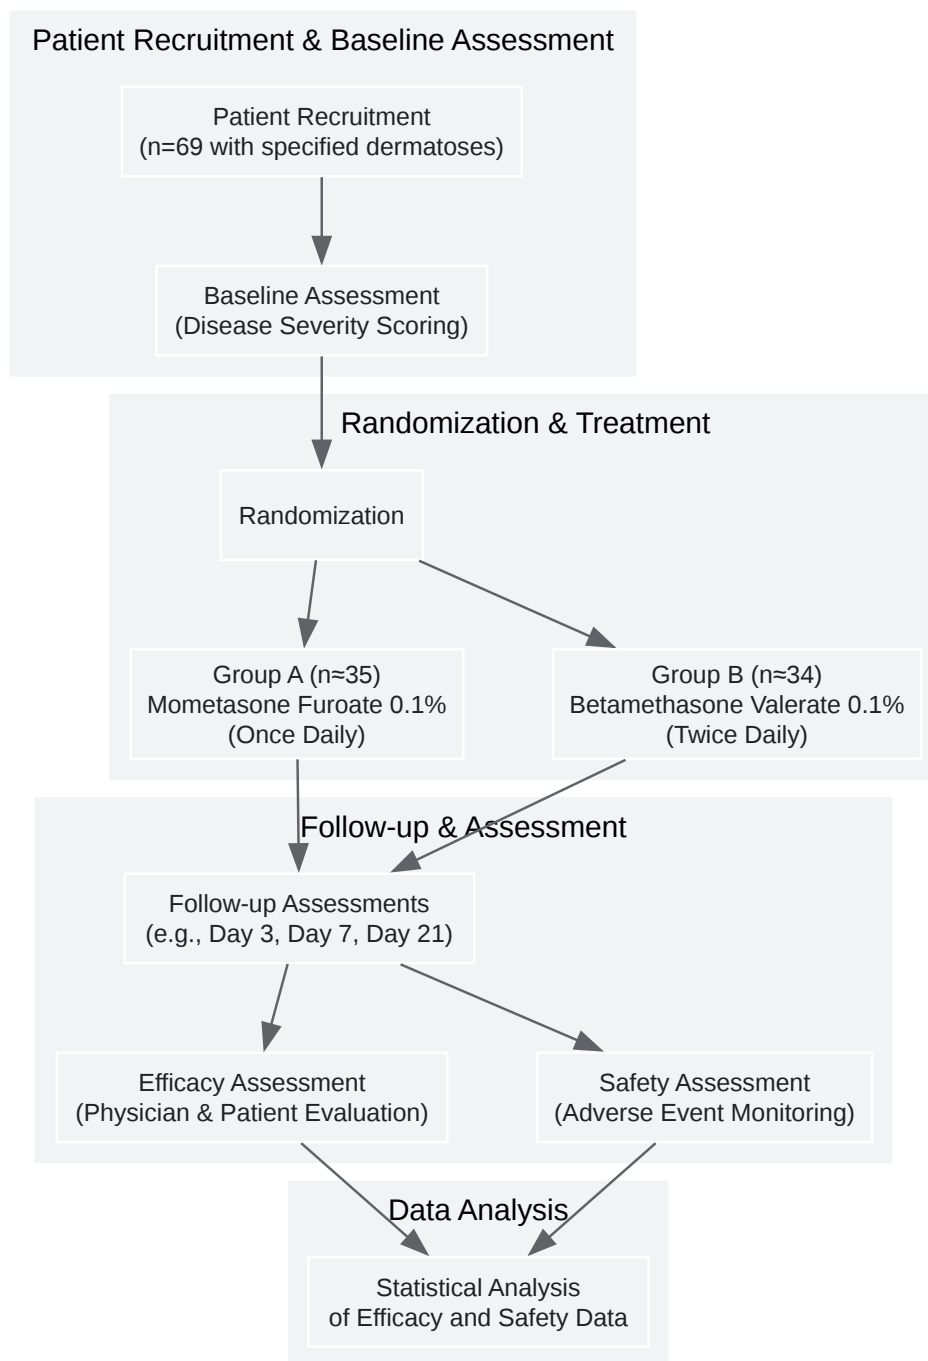 Patient Recruitment & Baseline Assessment
Patient Recruitment
(n=69 with specified dermatoses)
Baseline Assessment
(Disease Severity Scoring)
Randomization & Treatment
Randomization
Group A (n≈35)
Mometasone Furoate 0.1%
(Once Daily)
Group B (n≈34)
Betamethasone Valerate 0.1%
(Twice Daily)
Follow-up & Assessment
Follow-up Assessments
(e.g., Day 3, Day 7, Day 21)
Efficacy Assessment
(Physician & Patient Evaluation)
Safety Assessment
(Adverse Event Monitoring)
Data Analysis
Statistical Analysis
of Efficacy and Safety Data